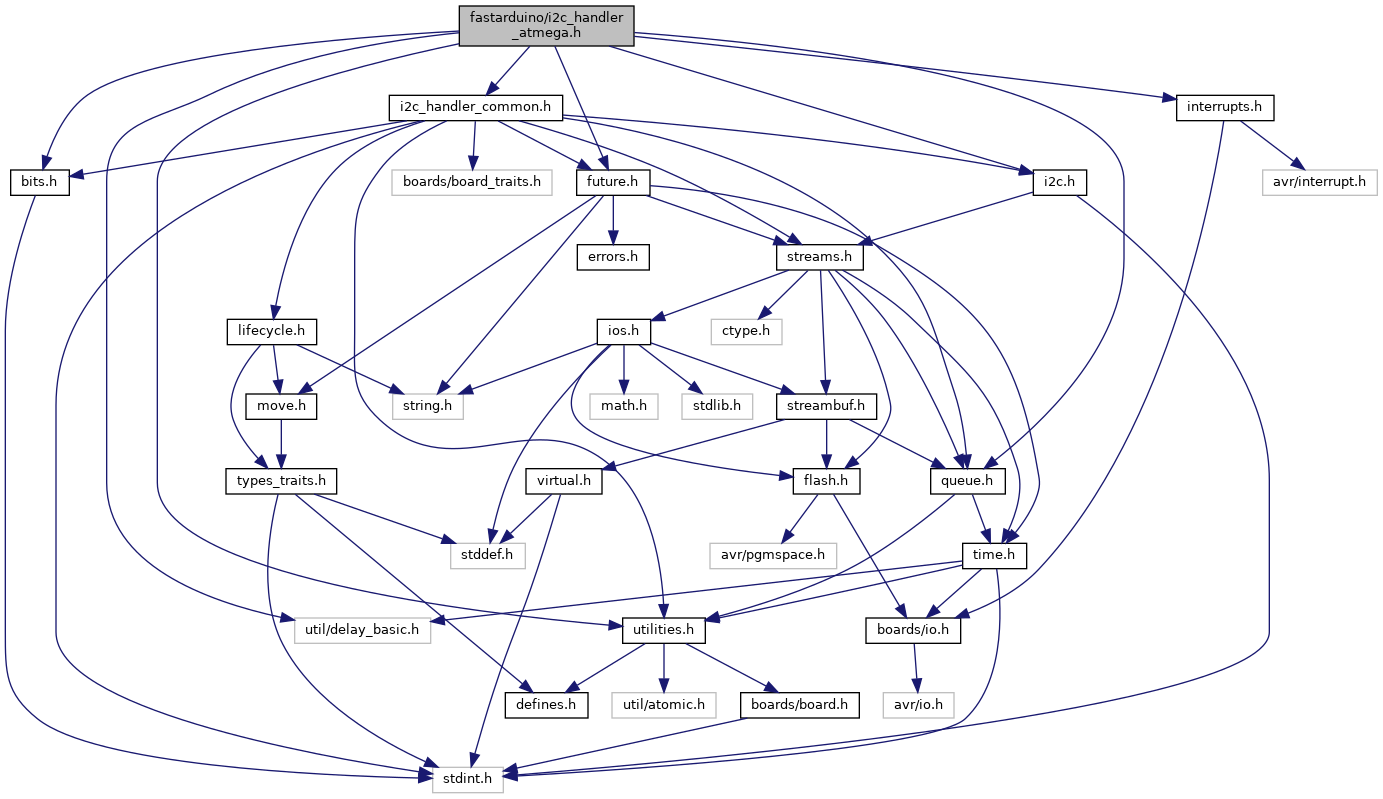 fastarduino/i2c_handler
_atmega.h
i2c_handler_common.h
interrupts.h
bits.h
boards/board_traits.h
future.h
i2c.h
avr/interrupt.h
errors.h
streams.h
lifecycle.h
ios.h
ctype.h
move.h
string.h
math.h
stdlib.h
streambuf.h
types_traits.h
virtual.h
flash.h
queue.h
stddef.h
avr/pgmspace.h
time.h
util/delay_basic.h
utilities.h
boards/io.h
defines.h
util/atomic.h
boards/board.h
avr/io.h
stdint.h